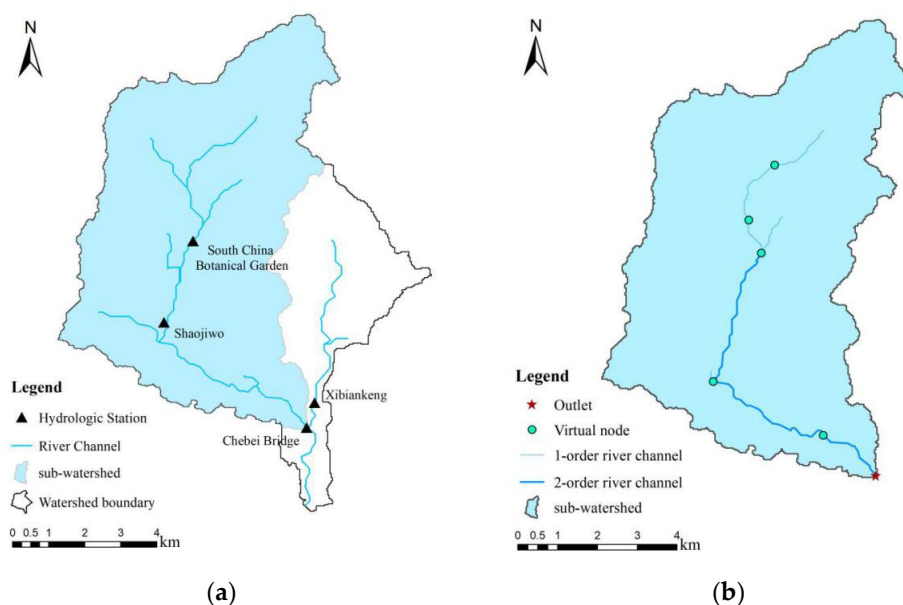 N
South China
Botanical Garden
Shaojiwo
Xibiankeng
Chebei Bridge
Legend
Hydrologic Station
River Channel
sub-watershed
Watershed boundary
0 0.5 1 2 3 4
km
(a)
N
Legend
Outlet
Virtual node
1-order river channel
2-order river channel
sub-watershed
0 0.5 1 2 3 4
km
(b)